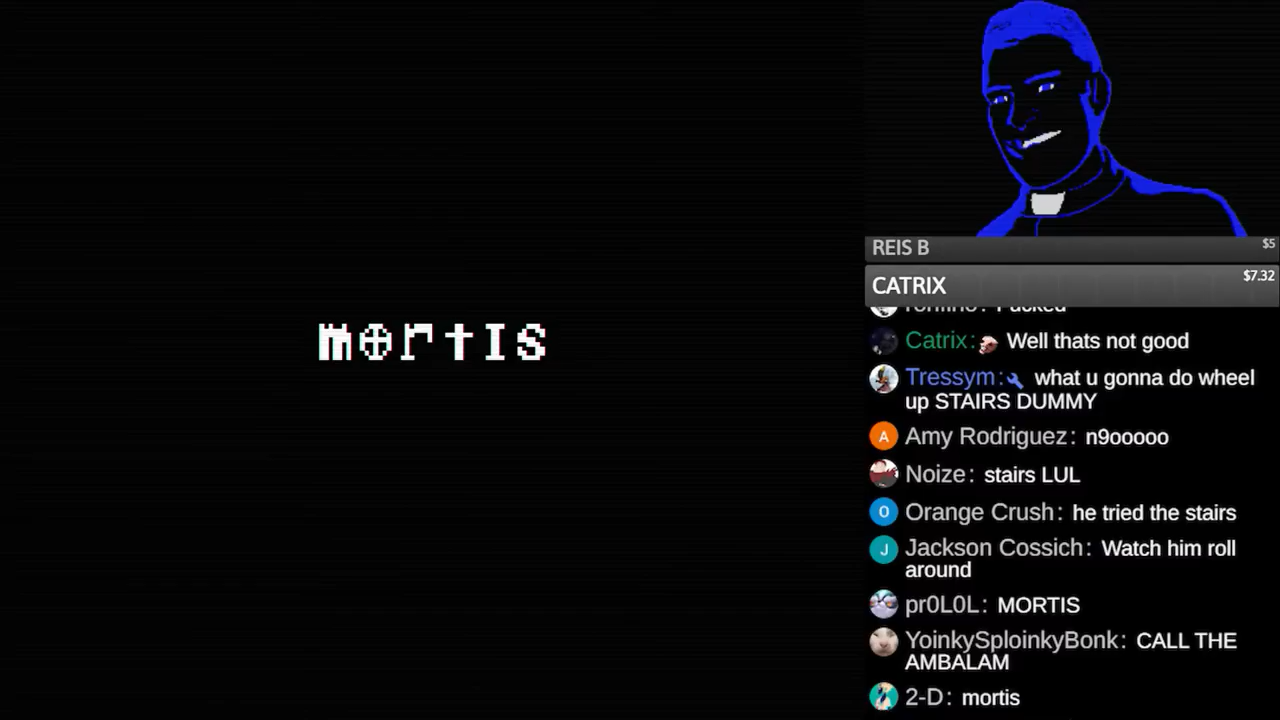 mortis
REIS B $5
CATRIX $7.32
Catrix: Well thats not good
Tressym: what u gonna do wheel
up STAIRS DUMMY
A Amy Rodriguez: n9ooooo
Noize: stairs LUL
O Orange Crush: he tried the stairs
J Jackson Cossich: Watch him roll
around
pr0L0L: MORTIS
YoinkySploinkyBonk: CALL THE
AMBALAM
2-D: mortis